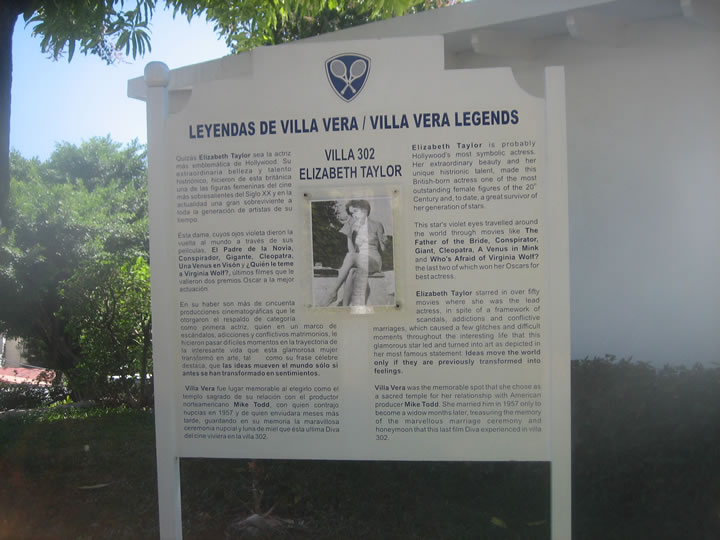 LEYENDAS DE VILLA VERA / VILLA VERA LEGENDS
VILLA 302
ELIZABETH TAYLOR
Quizás Elizabeth Taylor sea la actriz
más emblemática de Hollywood. Su
extraordinaria belleza y talento
histriónico, hicieron de esta británica
una de las figuras femeninas del cine
más sobresalientes del Siglo XX y en la
actualidad una gran sobreviviente a
toda la generación de artistas de su
tiempo.
Esta dama, cuyos ojos violeta dieron la
vuelta al mundo a través de sus
películas, El Padre de la Novia,
Conspirador, Gigante, Cleopatra,
Una Venus en Visón y ¿Quién le teme
a Virginia Wolf?, últimos filmes que le
valieron dos premios Oscar a la mejor
actuación.
En su haber son más de cincuenta
producciones cinematográficas que le
otorgaron el respaldo de categoría
como primera actriz, quien en un marco de
escándalos, adicciones y conflictivos matrimonios, le
hicieron pasar difíciles momentos en la trayectoria de
la interesante vida que esta glamorosa mujer
transformó en arte, tal como su frase célebre
destaca, que las ideas mueven el mundo sólo si
antes se han transformado en sentimientos.
Villa Vera fue lugar memorable al elegirlo como el
templo sagrado de su relación con el productor
norteamericano Mike Todd, con quien contrajo
nupcias en 1957 y de quien enviudara meses más
tarde, guardando en su memoria la maravillosa
ceremonia nupcial y luna de miel que ésta ultima Diva
del cine viviera en la villa 302.
Elizabeth Taylor is probably
Hollywood's most symbolic actress.
Her extraordinary beauty and her
unique histrionic talent, made this
British-born actress one of the most
outstanding female figures of the 20th
Century and, to date, a great survivor of
her generation of stars.
This star's violet eyes travelled around
the world through movies like The
Father of the Bride, Conspirator,
Giant, Cleopatra, A Venus in Mink
and Who's Afraid of Virginia Wolf?
the last two of which won her Oscars for
best actress.
Elizabeth Taylor starred in over fifty
movies where she was the lead
actress, in spite of a framework of
scandals, addictions and conflictive
marriages, which caused a few glitches and difficult
moments throughout the interesting life that this
glamorous star led and turned into art as depicted in
her most famous statement: Ideas move the world
only if they are previously transformed into
feelings.
Villa Vera was the memorable spot that she chose as
a sacred temple for her relationship with American
producer Mike Todd. She married him in 1957 only to
become a widow months later, treasuring the memory
of the marvellous marriage ceremony and
honeymoon that this last film Diva experienced in villa
302.